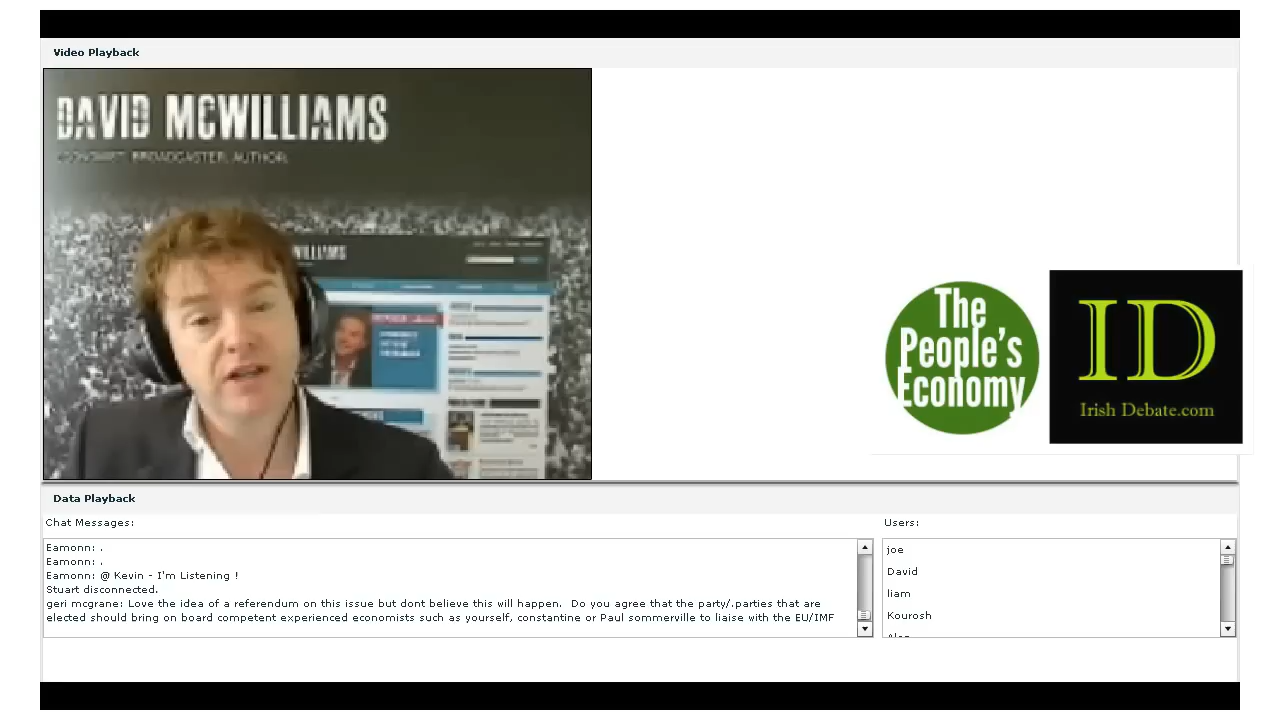 Video Playback
DAVID MCWILLIAMS
ECONOMIST. BROADCASTER. AUTHOR.
The
People's
Economy
ID
Irish Debate.com
Data Playback
Chat Messages:
Users:
Eamonn: .
Eamonn: .
Eamonn: @ Kevin - I'm Listening !
Stuart disconnected.
geri mcgrane: Love the idea of a referendum on this issue but dont believe this will happen.  Do you agree that the party/.parties that are
elected should bring on board competent experienced economists such as yourself, constantine or Paul sommerville to liaise with the EU/IMF
joe
David
liam
Kourosh